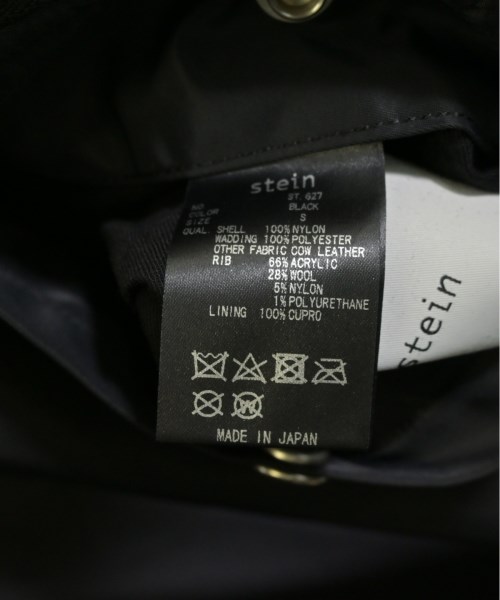 stein
NO ST. 627
COLOR BLACK
SIZE S
QUAL. SHELL 100% NYLON
WADDING 100% POLYESTER
OTHER FABRIC COW LEATHER
RIB 66% ACRYLIC
28% WOOL
5% NYLON
1% POLYURETHANE
LINING 100% CUPRO
W
MADE IN JAPAN
stein